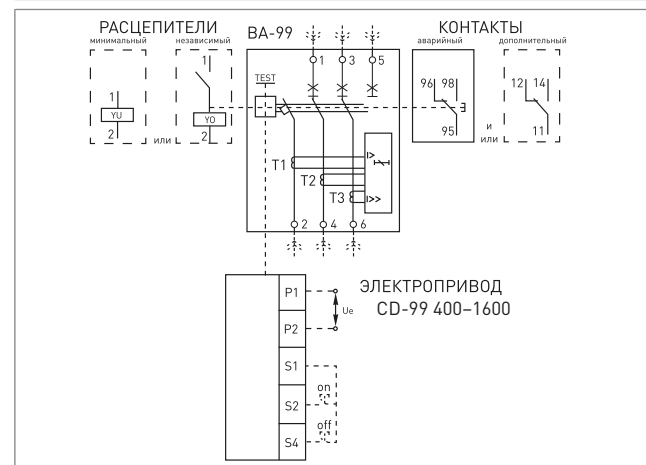 РАСЦЕПИТЕЛИ
минимальный
независимый
ВА-99
КОНТАКТЫ
аварийный
дополнительный
1
YU
2
или
1
YO
2
TEST
1
3
5
T1
T2
T3
I>
I>>
2
4
6
96
98
95
и
или
12
14
11
P1
P2
S1
S2
S4
Ue
on
off
ЭЛЕКТРОПРИВОД
CD-99 400–1600